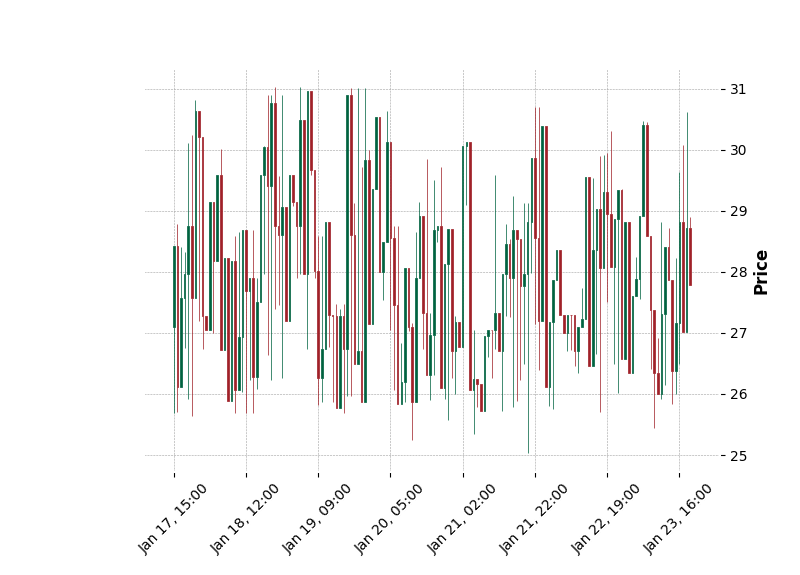 31
30
29
28
27
26
25
Price
Jan 17, 15:00
Jan 18, 12:00
Jan 19, 09:00
Jan 20, 05:00
Jan 21, 02:00
Jan 21, 22:00
Jan 22, 19:00
Jan 23, 16:00